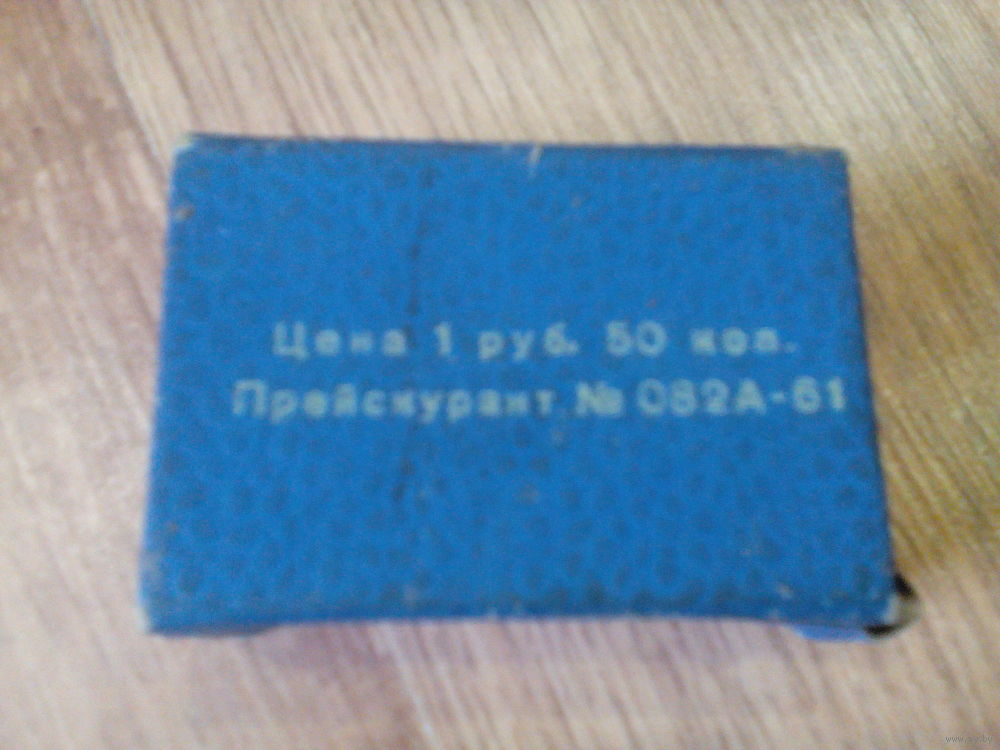 Цена 1 руб. 50 коп.
Прейскурант № 082А-61